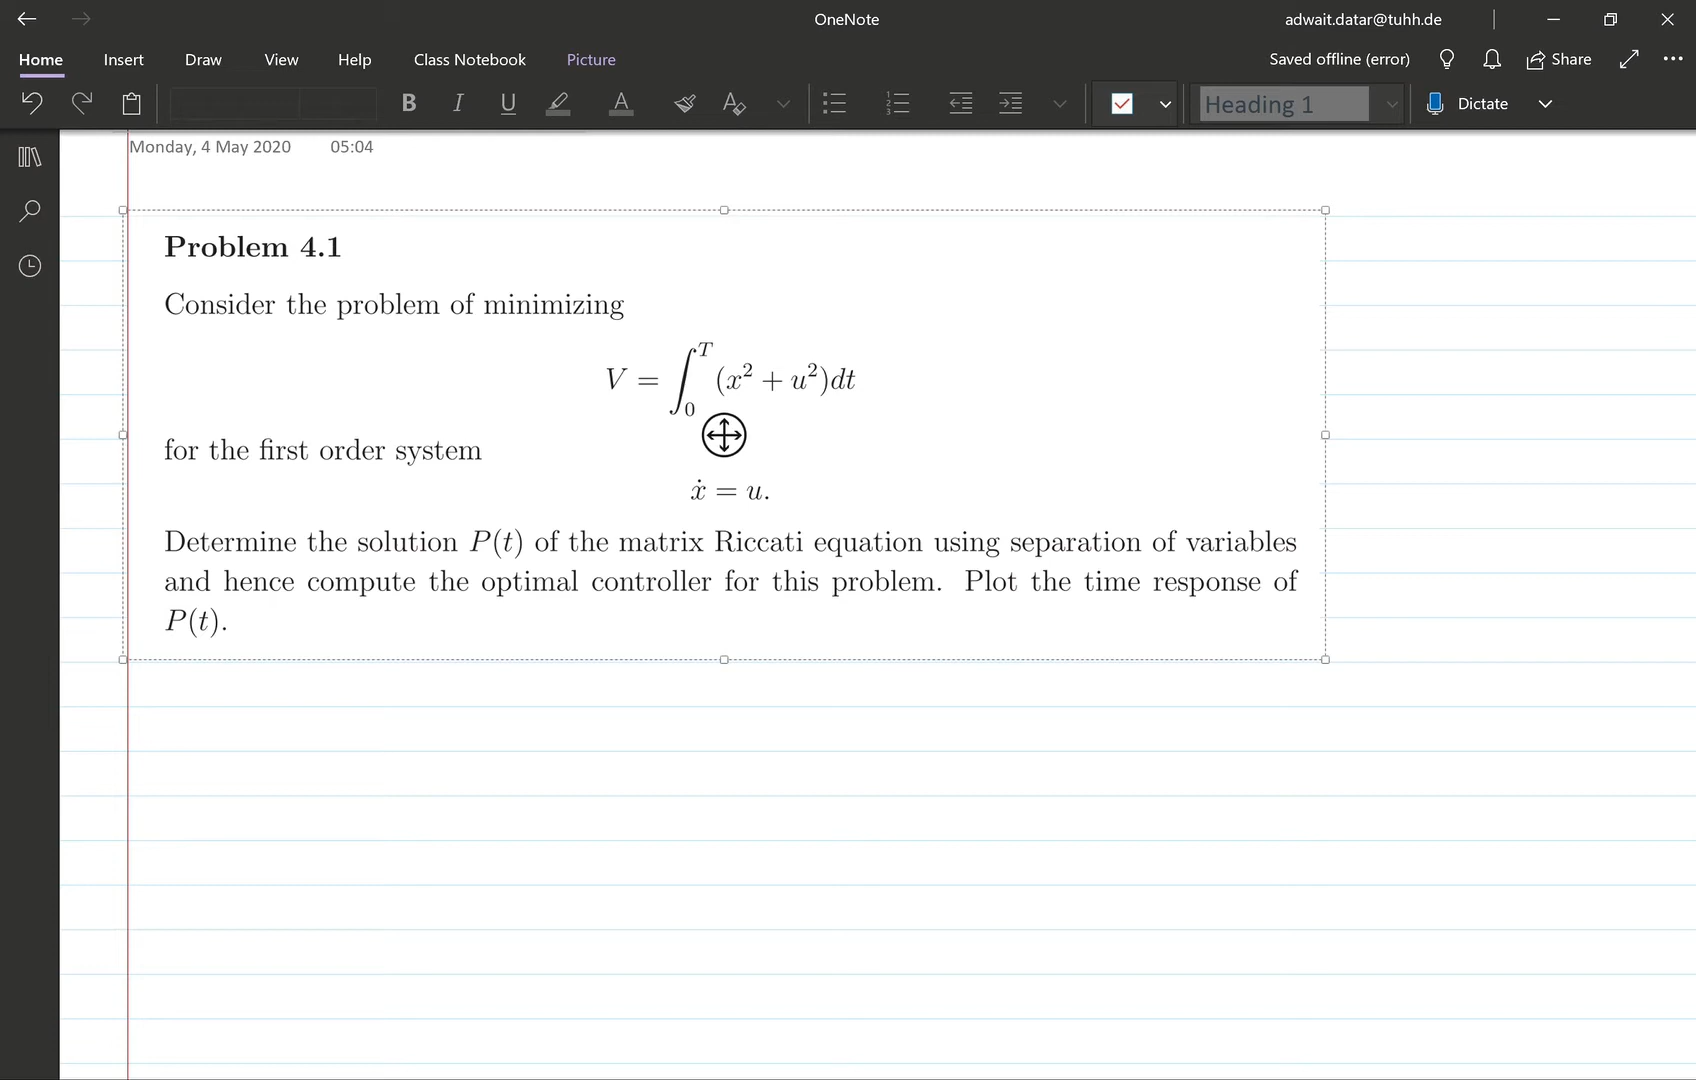 OneNote
adwait.datar@tuhh.de
Home Insert Draw View Help Class Notebook Picture
Saved offline (error) Share
B I U A A Heading 1 Dictate
Monday, 4 May 2020 05:04
Problem 4.1
Consider the problem of minimizing
V = ∫₀ᵀ (x² + u²)dt
for the first order system
ẋ = u.
Determine the solution P(t) of the matrix Riccati equation using separation of variables
and hence compute the optimal controller for this problem. Plot the time response of
P(t).